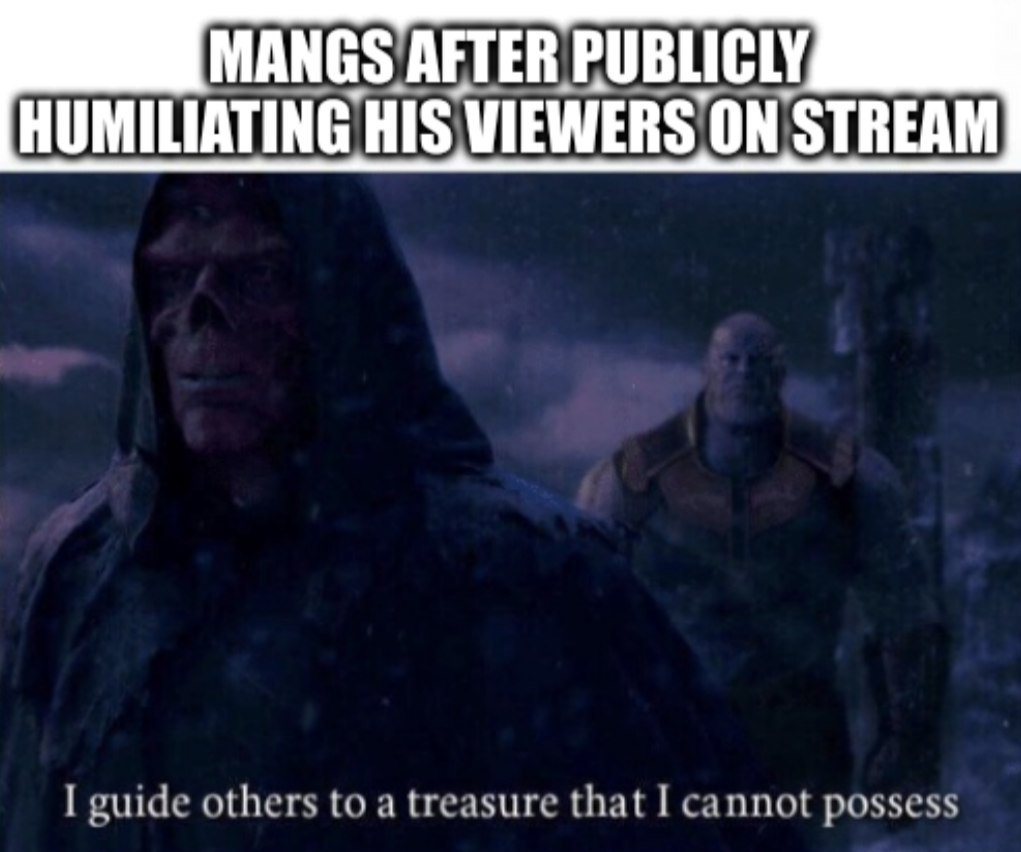 MANGS AFTER PUBLICLY
HUMILIATING HIS VIEWERS ON STREAM
I guide others to a treasure that I cannot possess